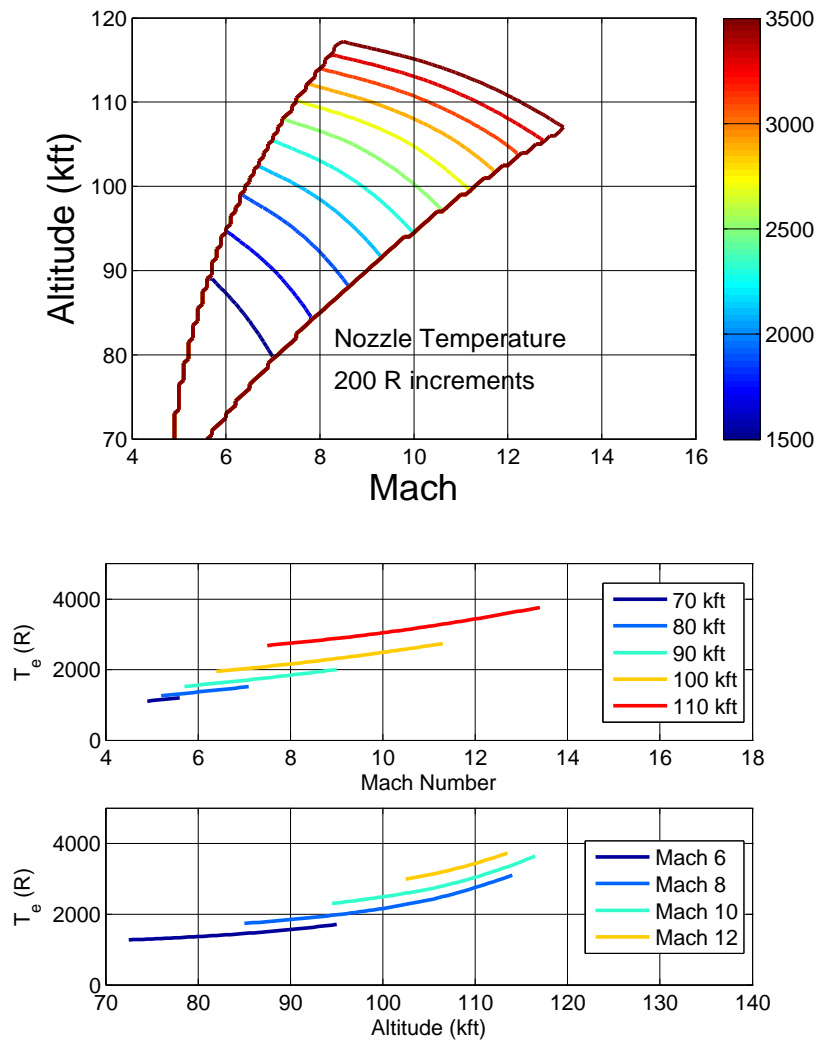 120
110
100
90
80
70
Altitude (kft)
4 6 8 10 12 14 16
Mach
Nozzle Temperature
200 R increments
3500
3000
2500
2000
1500
4000
2000
0
T_e (R)
4 6 8 10 12 14 16 18
Mach Number
70 kft
80 kft
90 kft
100 kft
110 kft
4000
2000
0
T_e (R)
70 80 90 100 110 120 130 140
Altitude (kft)
Mach 6
Mach 8
Mach 10
Mach 12